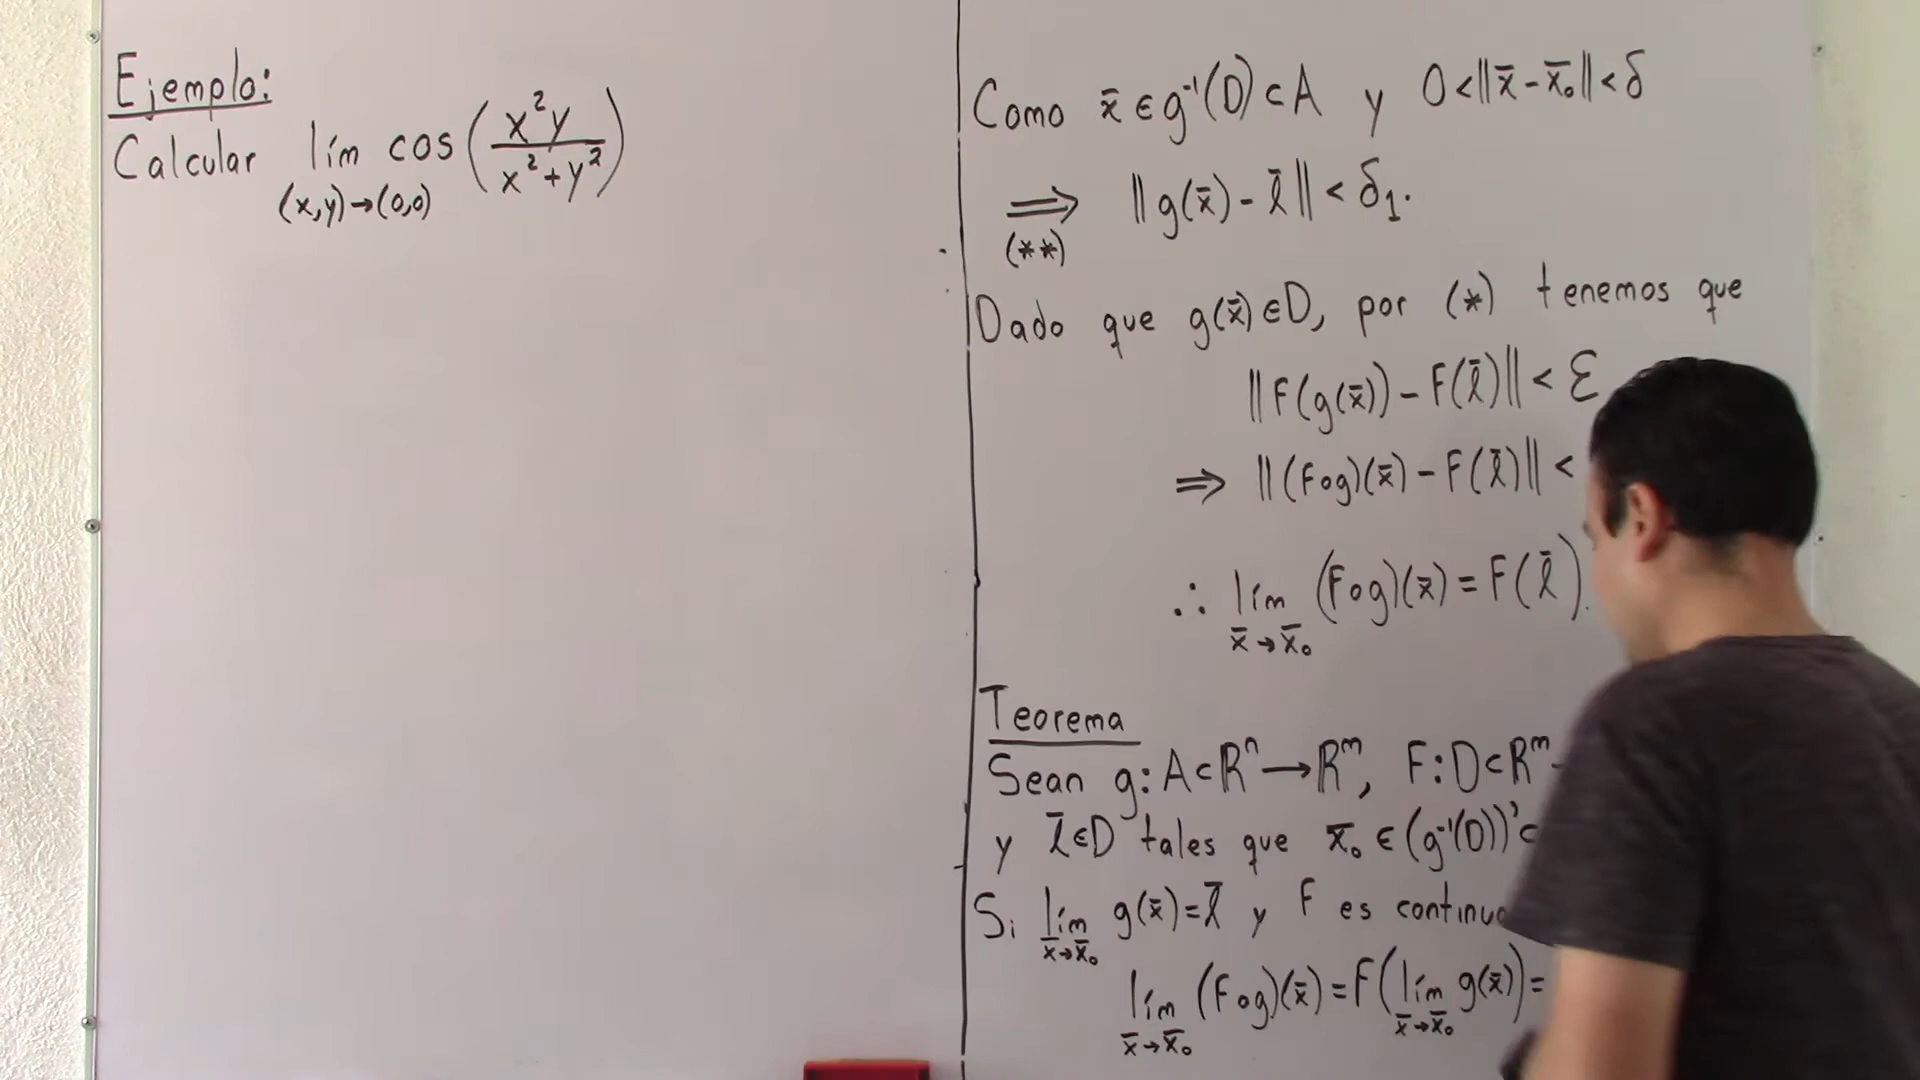 Ejemplo:
Calcular lím cos(x²y / x²+y²)
(x,y)→(0,0)
Como x̄ ∈ g⁻¹(D) ⊂ A y 0<‖x̄-x̄₀‖<δ
⟹ ‖g(x̄) - l̄‖ < δ₁.
(**)
Dado que g(x̄)∈D, por (*) tenemos que
‖F(g(x̄)) - F(l̄)‖ < ε
⇒ ‖(F∘g)(x̄) - F(l̄)‖ <
∴ lím (F∘g)(x̄) = F(l̄).
x̄→x̄₀
Teorema
Sean g: A⊂Rⁿ→Rᵐ, F: D⊂Rᵐ
y l̄∈D tales que x̄₀ ∈ (g⁻¹(D))'⊂
Si lím g(x̄)=l̄ y F es continua
x̄→x̄₀
lím (F∘g)(x̄) = F(lím g(x̄)) =
x̄→x̄₀ x̄→x̄₀